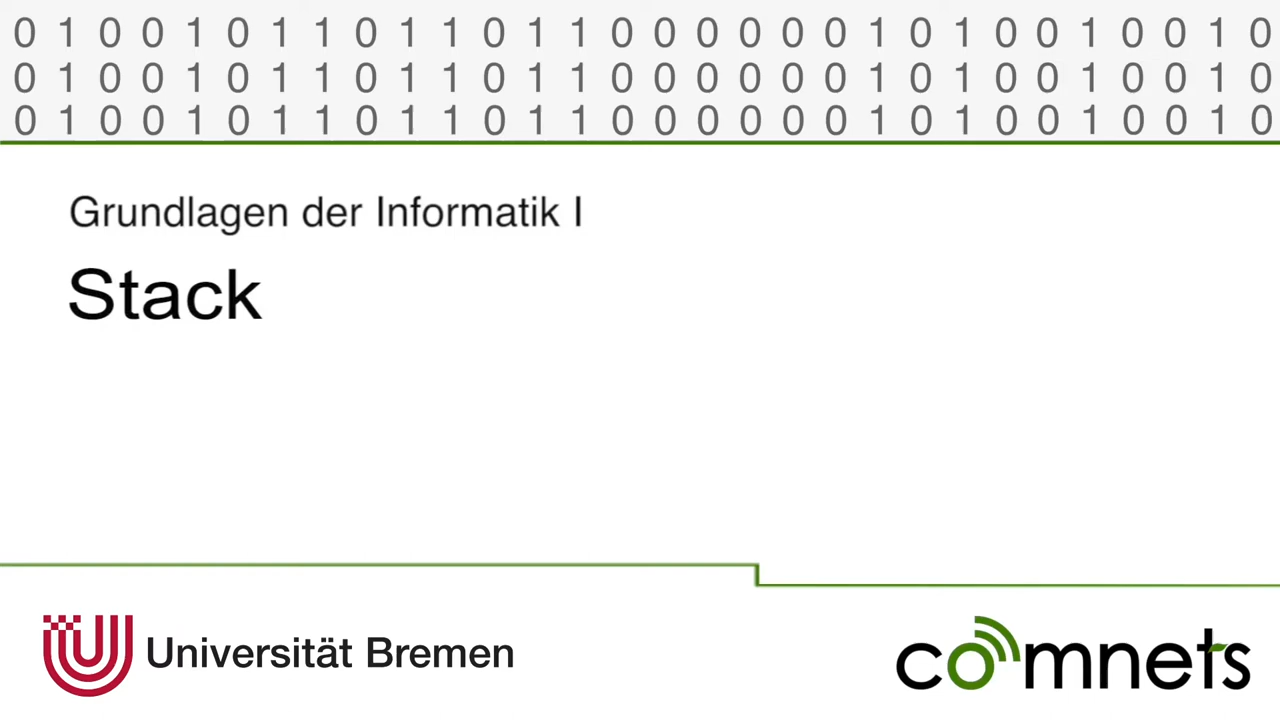 0 1 0 0 1 0 1 1 0 1 1 0 1 1 0 0 0 0 0 0 1 0 1 0 0 1 0 0 1 0
0 1 0 0 1 0 1 1 0 1 1 0 1 1 0 0 0 0 0 0 1 0 1 0 0 1 0 0 1 0
0 1 0 0 1 0 1 1 0 1 1 0 1 1 0 0 0 0 0 0 1 0 1 0 0 1 0 0 1 0
Grundlagen der Informatik I
Stack
Universität Bremen
comnets